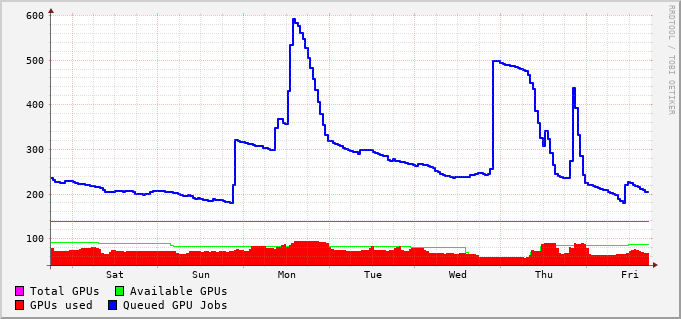 600
500
400
300
200
100
Sat Sun Mon Tue Wed Thu Fri
Total GPUs Available GPUs
GPUs used Queued GPU Jobs
RRDTOOL / TOBI OETIKER